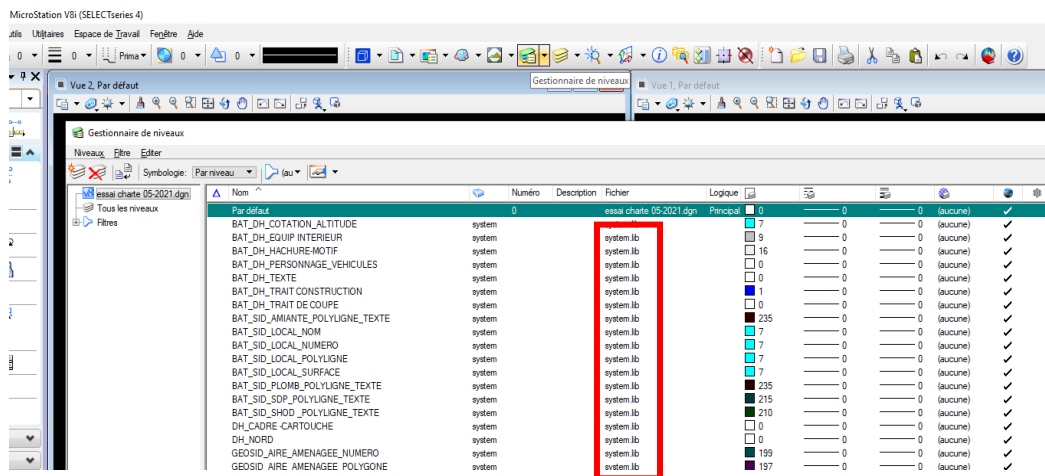 MicroStation V8i (SELECTseries 4)
utils Utilitaires Espace de Travail Fenêtre Aide
0 0 Prima 0 0
Gestionnaire de niveaux
Vue 2, Par défaut
Vue 1, Par défaut
Gestionnaire de niveaux
Niveaux Filtre Editer
Symbologie: Par niveau (au
essai charte 05-2021.dgn
Tous les niveaux
Filtres
Nom Numéro Description Fichier Logique
Par défaut 0 essai charte 05-2021.dgn Principal 0 0 0 (aucune)
BAT_DH_COTATION_ALTITUDE system system.lib 7 0 0 (aucune)
BAT_DH_EQUIP INTERIEUR system system.lib 9 0 0 (aucune)
BAT_DH_HACHURE-MOTIF system system.lib 16 0 0 (aucune)
BAT_DH_PERSONNAGE_VEHICULES system system.lib 0 0 0 (aucune)
BAT_DH_TEXTE system system.lib 0 0 0 (aucune)
BAT_DH_TRAIT CONSTRUCTION system system.lib 1 0 0 (aucune)
BAT_DH_TRAIT DE COUPE system system.lib 0 0 0 (aucune)
BAT_SID_AMIANTE_POLYLIGNE_TEXTE system system.lib 235 0 0 (aucune)
BAT_SID_LOCAL_NOM system system.lib 7 0 0 (aucune)
BAT_SID_LOCAL_NUMERO system system.lib 7 0 0 (aucune)
BAT_SID_LOCAL_POLYLIGNE system system.lib 7 0 0 (aucune)
BAT_SID_LOCAL_SURFACE system system.lib 7 0 0 (aucune)
BAT_SID_PLOMB_POLYLIGNE_TEXTE system system.lib 235 0 0 (aucune)
BAT_SID_SDP_POLYLIGNE_TEXTE system system.lib 215 0 0 (aucune)
BAT_SID_SHOD _POLYLIGNE_TEXTE system system.lib 210 0 0 (aucune)
DH_CADRE -CARTOUCHE system system.lib 0 0 0 (aucune)
DH_NORD system system.lib 0 0 0 (aucune)
GEOSID_AIRE_AMENAGEE_NUMERO system system.lib 199 0 0 (aucune)
GEOSID_AIRE_AMENAGEE_POLYGONE system system.lib 197 0 0 (aucune)